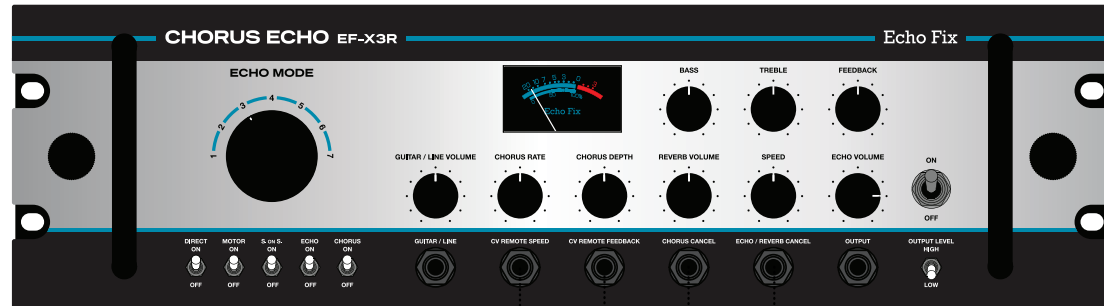 CHORUS ECHO EF-X3R
Echo Fix
ECHO MODE
1
2
3
4
5
6
7
Echo Fix
BASS
TREBLE
FEEDBACK
GUITAR / LINE VOLUME
CHORUS RATE
CHORUS DEPTH
REVERB VOLUME
SPEED
ECHO VOLUME
ON
OFF
DIRECT
ON
OFF
MOTOR
ON
OFF
S. ON S.
ON
OFF
ECHO
ON
OFF
CHORUS
ON
OFF
GUITAR / LINE
CV REMOTE SPEED
CV REMOTE FEEDBACK
CHORUS CANCEL
ECHO / REVERB CANCEL
OUTPUT
OUTPUT LEVEL
HIGH
LOW